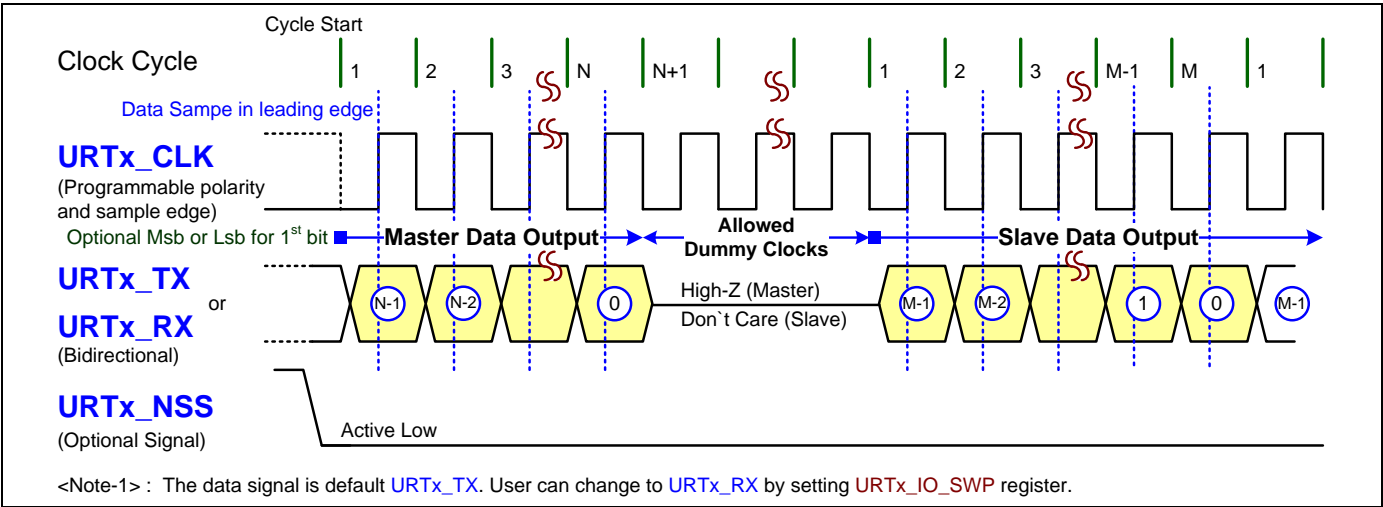 Cycle Start
Clock Cycle
1 2 3 N N+1 1 2 3 M-1 M 1
Data Sampe in leading edge
URTx_CLK
(Programmable polarity
and sample edge)
Optional Msb or Lsb for 1st bit
Master Data Output
Allowed
Dummy Clocks
Slave Data Output
URTx_TX
or
URTx_RX
(Bidirectional)
N-1 N-2 0
High-Z (Master)
Don`t Care (Slave)
M-1 M-2 1 0 M-1
URTx_NSS
(Optional Signal)
Active Low
<Note-1> : The data signal is default URTx_TX. User can change to URTx_RX by setting URTx_IO_SWP register.